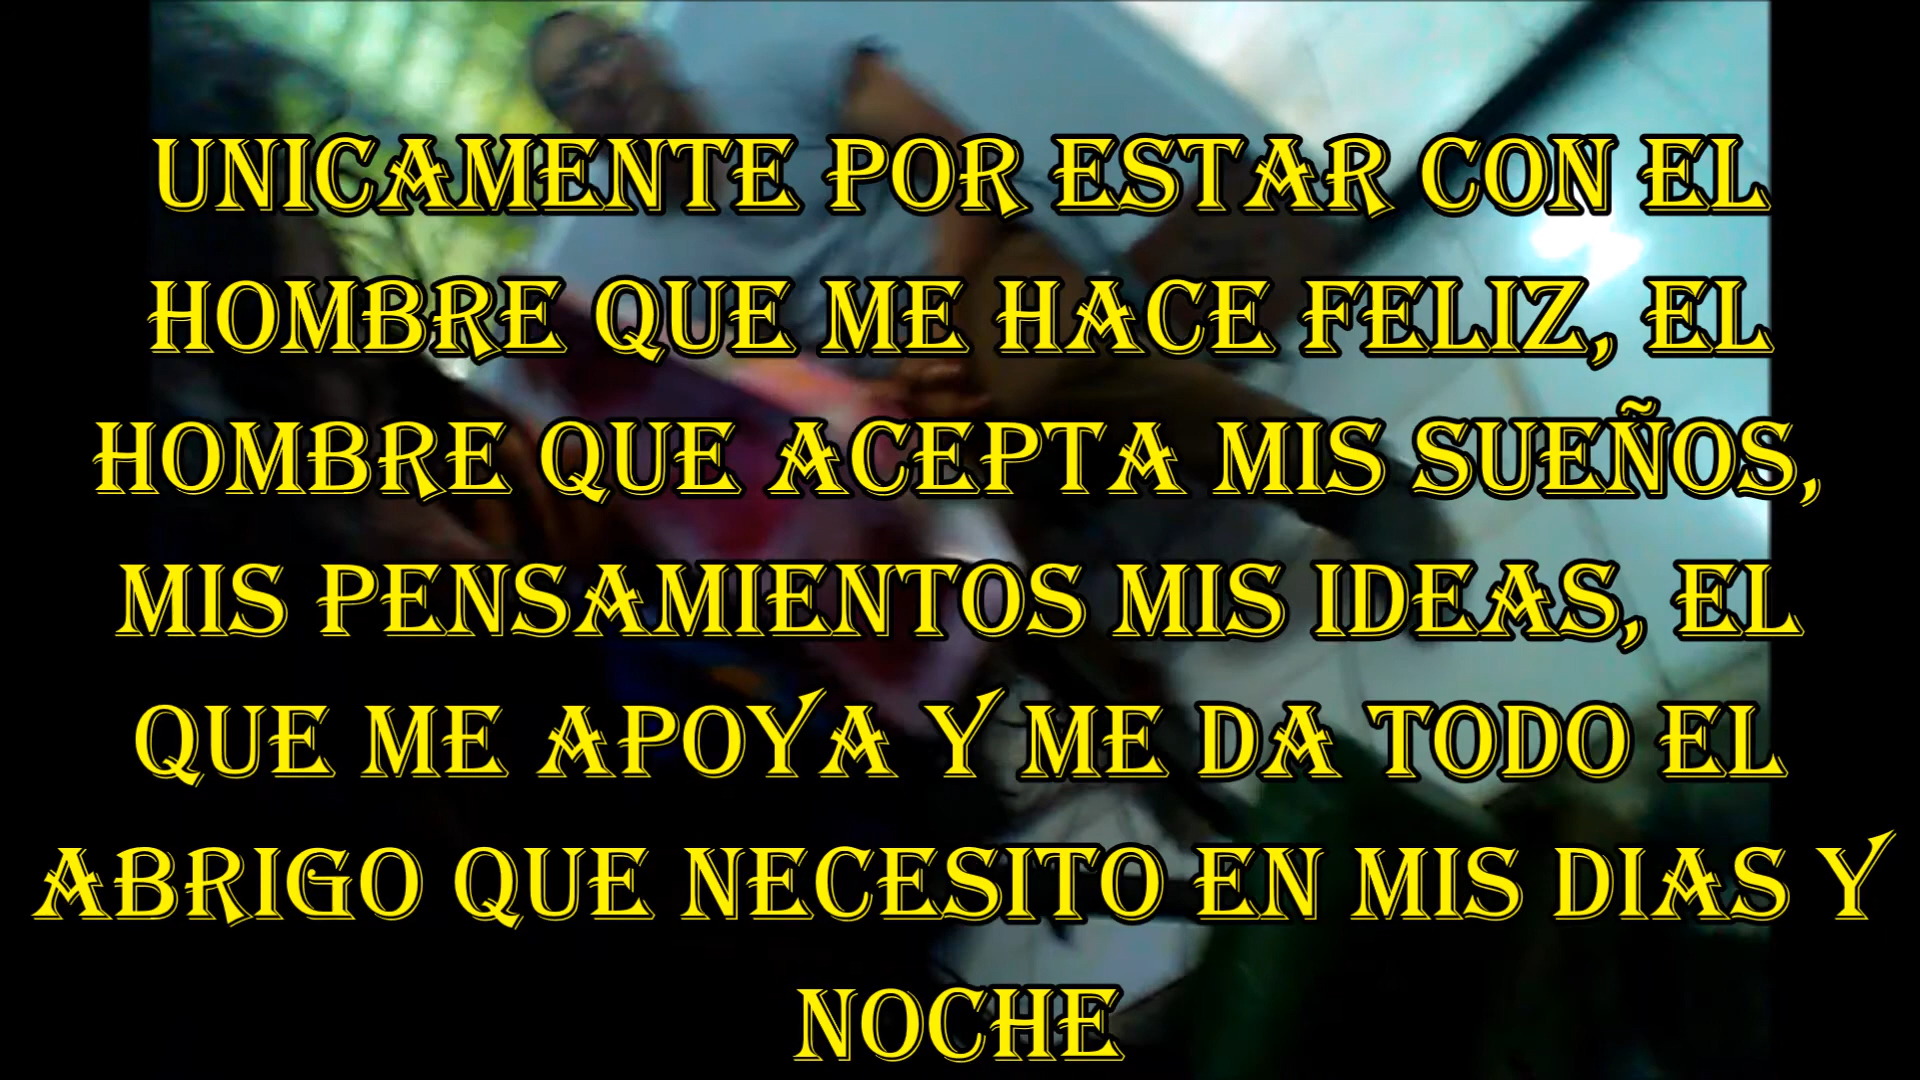 UNICAMENTE POR ESTAR CON EL
HOMBRE QUE ME HACE FELIZ, EL
HOMBRE QUE ACEPTA MIS SUEÑOS,
MIS PENSAMIENTOS MIS IDEAS, EL
QUE ME APOYA Y ME DA TODO EL
ABRIGO QUE NECESITO EN MIS DIAS Y
NOCHE